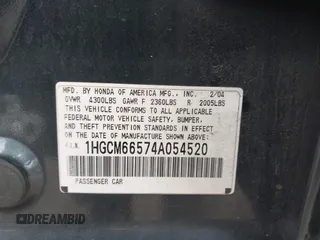 MFD. BY HONDA OF AMERICA MFG., INC. 2/04
GVWR 4300LBS GAWR F 2360LBS R 2005LBS
THIS VEHICLE CONFORMS TO ALL APPLICABLE
FEDERAL MOTOR VEHICLE SAFETY, BUMPER,
AND THEFT PREVENTION STANDARDS IN EFFECT
ON THE DATE OF MANUFACTURE SHOWN ABOVE.
V.I.N. 1HGCM66574A054520
PASSENGER CAR
DREAMBID